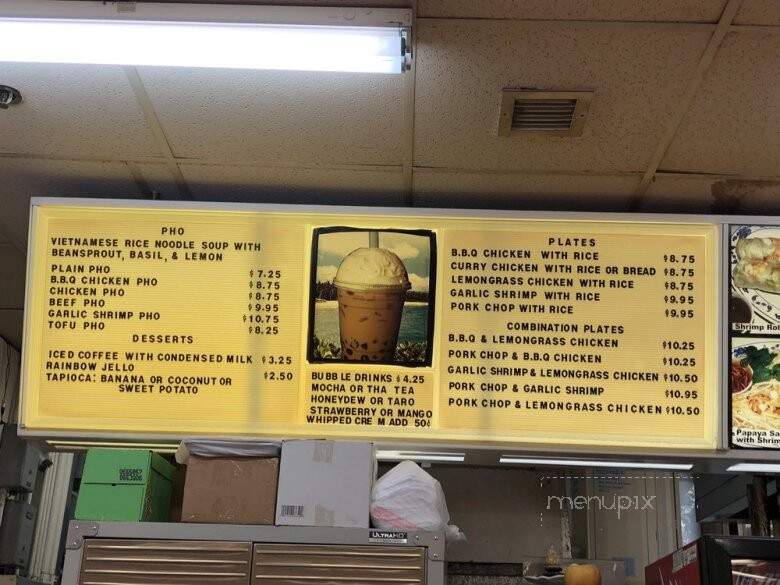 PHO
VIETNAMESE RICE NOODLE SOUP WITH
BEANSPROUT, BASIL, & LEMON
PLAIN PHO $7.25
B.B.Q CHICKEN PHO $8.75
CHICKEN PHO $8.75
BEEF PHO $9.95
GARLIC SHRIMP PHO $10.75
TOFU PHO $8.25
DESSERTS
ICED COFFEE WITH CONDENSED MILK $3.25
RAINBOW JELLO
TAPIOCA: BANANA OR COCONUT OR $2.50
SWEET POTATO
BUBBLE DRINKS $4.25
MOCHA OR THA TEA
HONEYDEW OR TARO
STRAWBERRY OR MANGO
WHIPPED CRE M ADD 50¢
PLATES
B.B.Q CHICKEN WITH RICE $8.75
CURRY CHICKEN WITH RICE OR BREAD $8.75
LEMONGRASS CHICKEN WITH RICE $8.75
GARLIC SHRIMP WITH RICE $9.95
PORK CHOP WITH RICE $9.95
COMBINATION PLATES
B.B.Q & LEMONGRASS CHICKEN $10.25
PORK CHOP & B.B.Q CHICKEN $10.25
GARLIC SHRIMP & LEMONGRASS CHICKEN $10.50
PORK CHOP & GARLIC SHRIMP $10.95
PORK CHOP & LEMONGRASS CHICKEN $10.50
Shrimp Rol
Papaya Sa
with Shrim
ULTRAHD
menupix